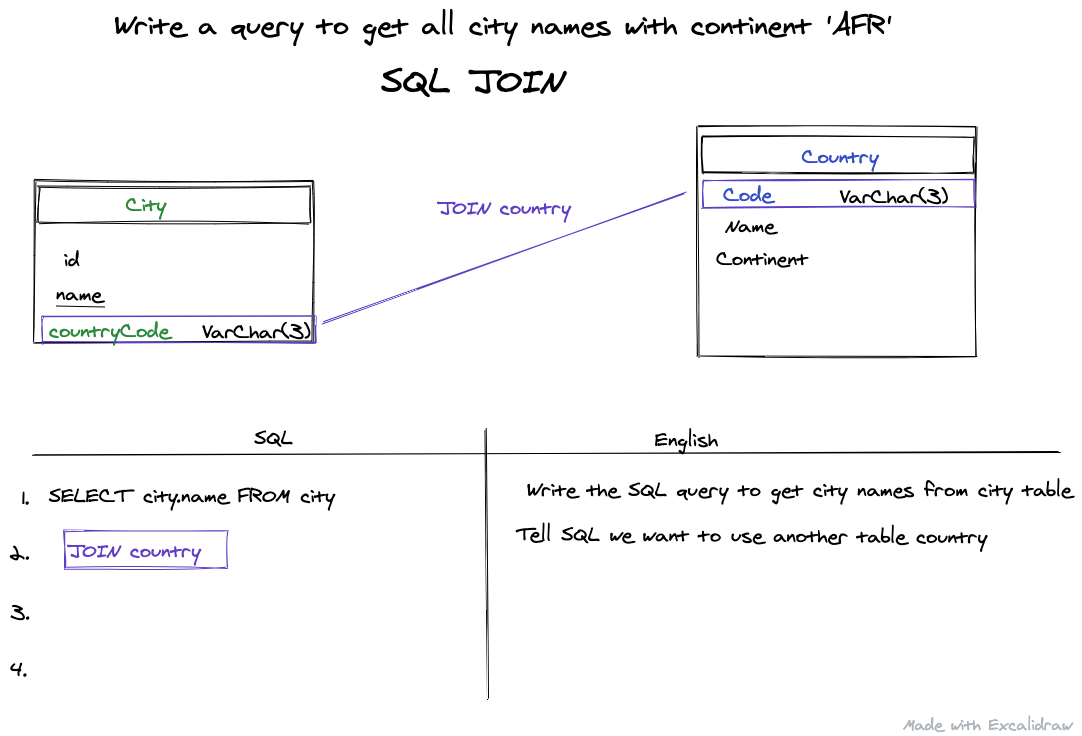 Write a query to get all city names with continent 'AFR'
SQL JOIN
City
id
name
countryCode VarChar(3)
JOIN country
Country
Code VarChar(3)
Name
Continent
SQL
English
1. SELECT city.name FROM city
Write the SQL query to get city names from city table
2. JOIN country
Tell SQL we want to use another table country
3.
4.
Made with Excalidraw